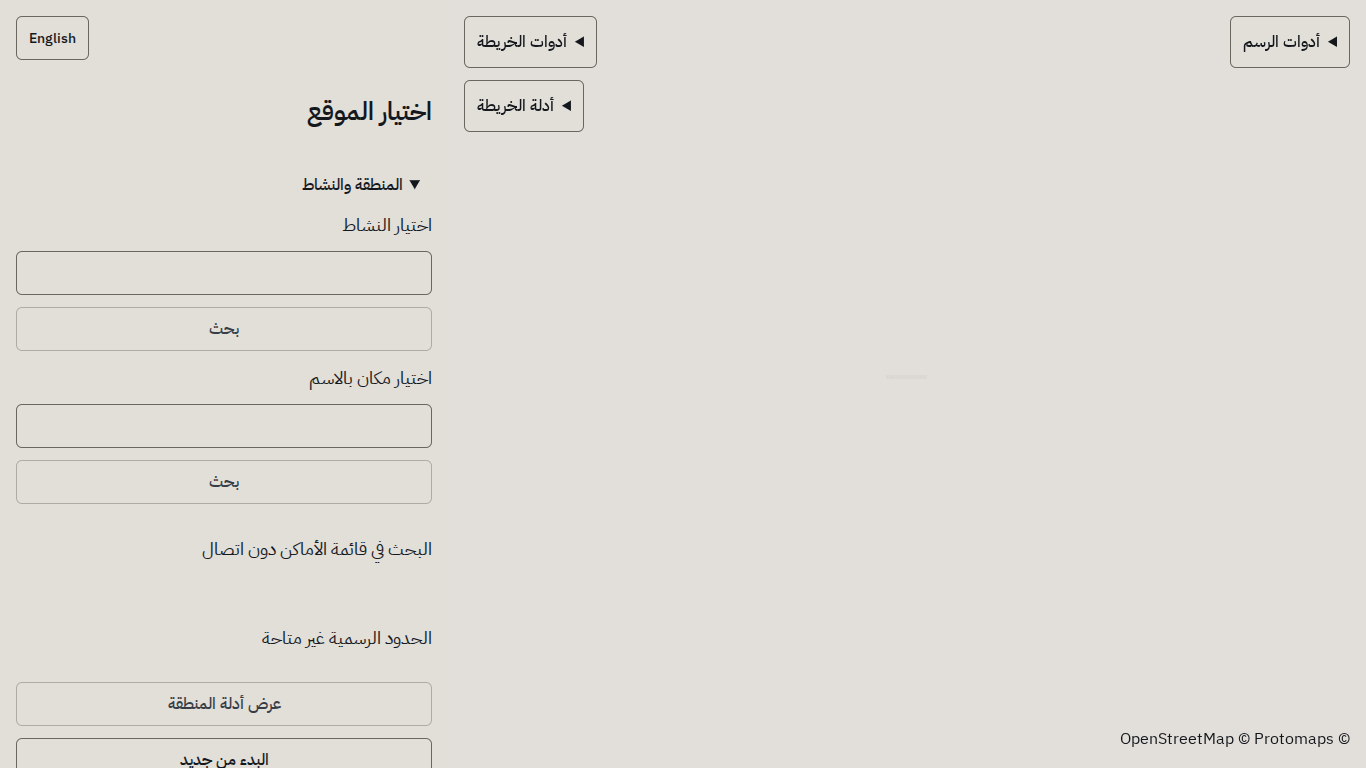 English
اختيار الموقع
المنطقة والنشاط
اختيار النشاط
بحث
اختيار مكان بالاسم
بحث
البحث في قائمة الأماكن دون اتصال
الحدود الرسمية غير متاحة
عرض أدلة المنطقة
البدء من جديد
أدوات الخريطة
أدلة الخريطة
أدوات الرسم
OpenStreetMap © Protomaps ©